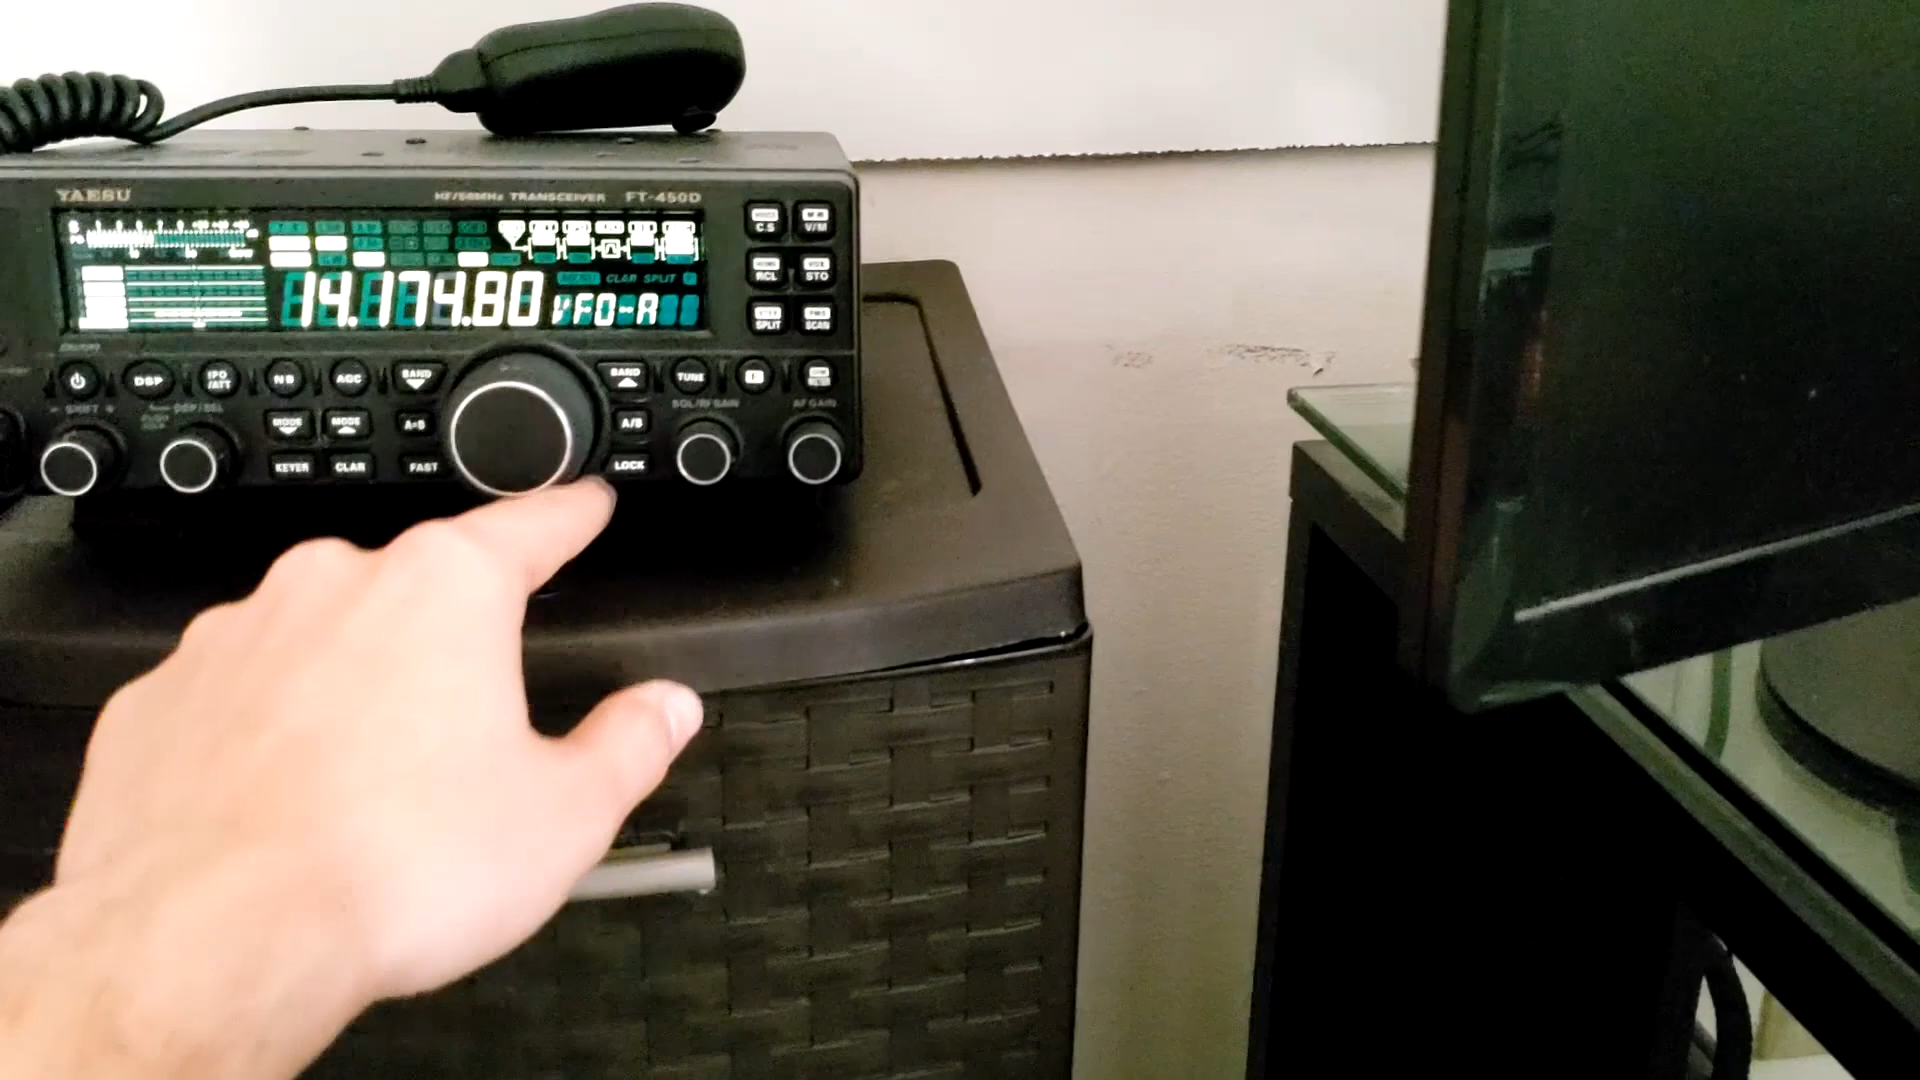 YAESU
HF/50MHz TRANSCEIVER FT-450D
C.S V/M
RCL STO
SPLIT SCAN
CLAR SPLIT
14.174.80 VFO-A
DSP IPO/ATT NB AGC BAND BAND TUNE
SHIFT DSP/SEL SQL/RF GAIN AF GAIN
MODE MODE A=B A/B
KEYER CLAR FAST LOCK